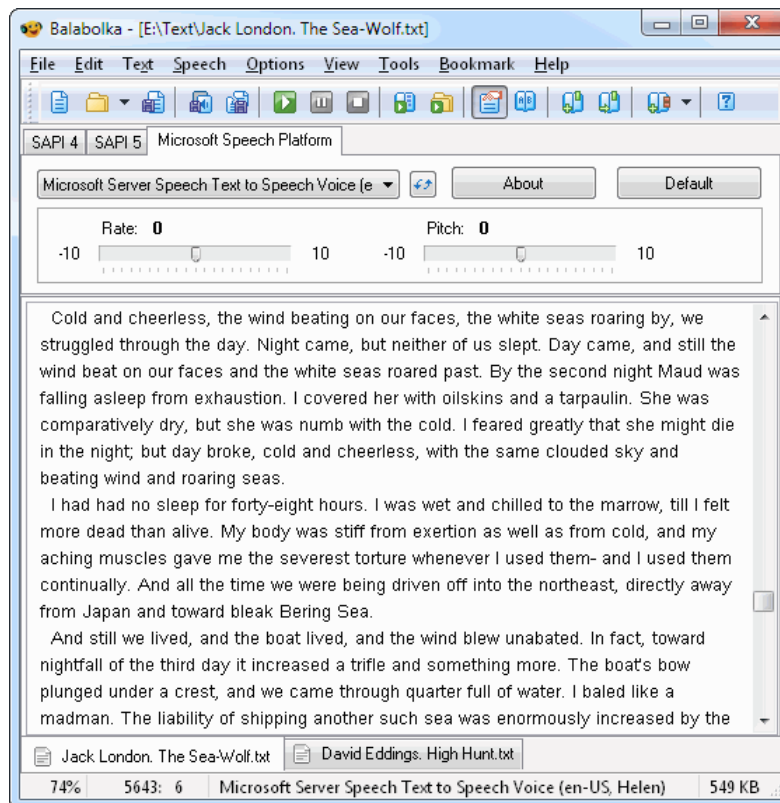 Balabolka - [E:\Text\Jack London. The Sea-Wolf.txt]
File Edit Text Speech Options View Tools Bookmark Help
SAPI 4 SAPI 5 Microsoft Speech Platform
Microsoft Server Speech Text to Speech Voice (e About Default
Rate: 0 Pitch: 0
-10 10 -10 10
Cold and cheerless, the wind beating on our faces, the white seas roaring by, we
struggled through the day. Night came, but neither of us slept. Day came, and still the
wind beat on our faces and the white seas roared past. By the second night Maud was
falling asleep from exhaustion. I covered her with oilskins and a tarpaulin. She was
comparatively dry, but she was numb with the cold. I feared greatly that she might die
in the night; but day broke, cold and cheerless, with the same clouded sky and
beating wind and roaring seas.
I had had no sleep for forty-eight hours. I was wet and chilled to the marrow, till I felt
more dead than alive. My body was stiff from exertion as well as from cold, and my
aching muscles gave me the severest torture whenever I used them- and I used them
continually. And all the time we were being driven off into the northeast, directly away
from Japan and toward bleak Bering Sea.
And still we lived, and the boat lived, and the wind blew unabated. In fact, toward
nightfall of the third day it increased a trifle and something more. The boat's bow
plunged under a crest, and we came through quarter full of water. I baled like a
madman. The liability of shipping another such sea was enormously increased by the
Jack London. The Sea-Wolf.txt David Eddings. High Hunt.txt
74% 5643: 6 Microsoft Server Speech Text to Speech Voice (en-US, Helen) 549 KB